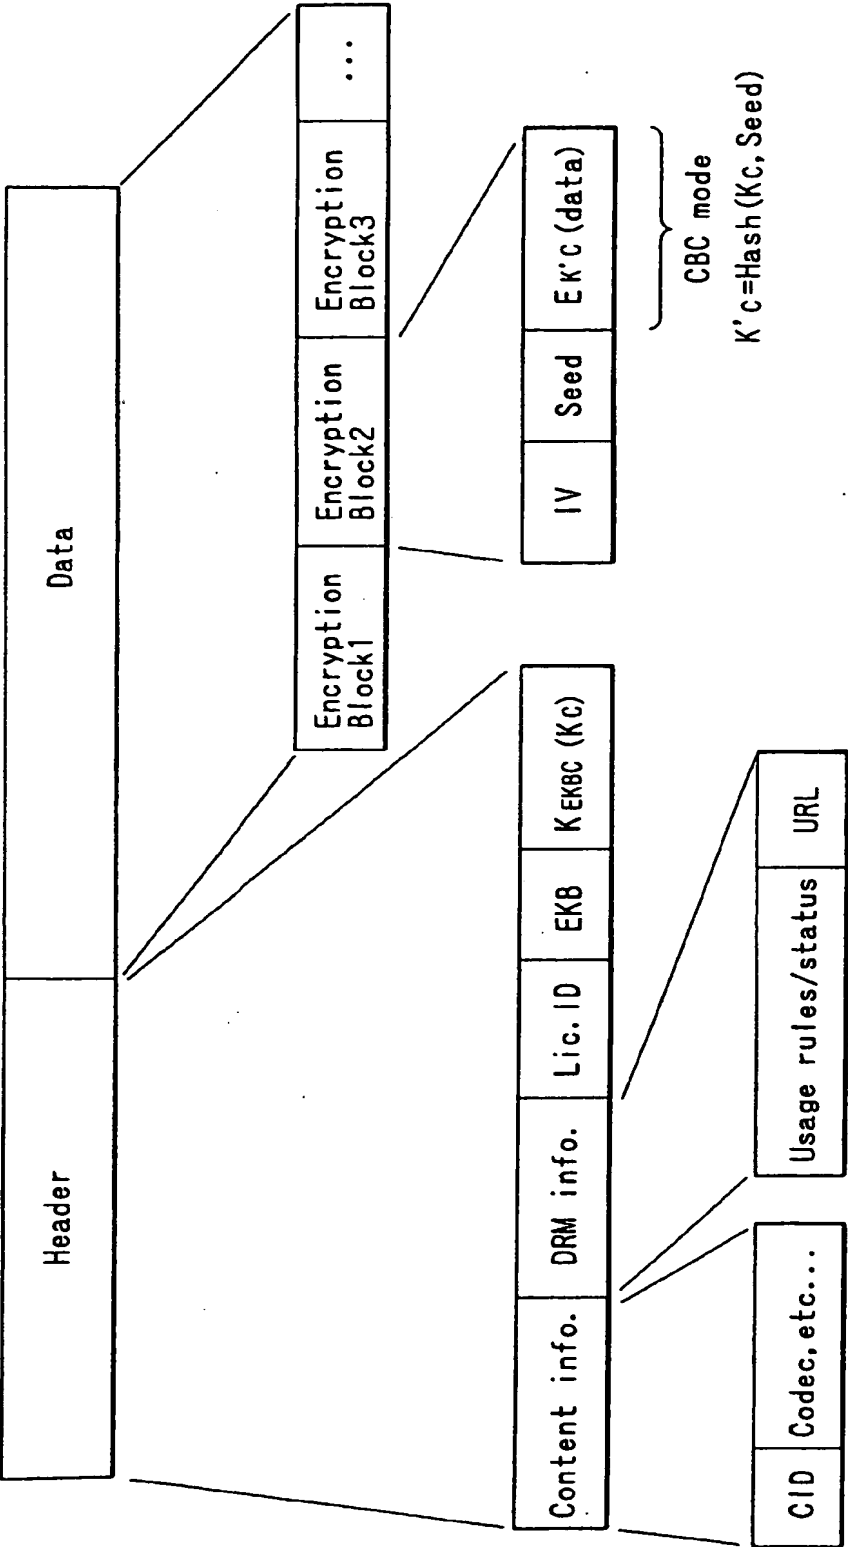 Header
Data
Encryption
Block1
Encryption
Block2
Encryption
Block3
...
Content info.
DRM info.
Lic. ID
EKB
KEKBC (Kc)
IV
Seed
EK'C (data)
CBC mode
K'c=Hash(Kc, Seed)
CID
Codec, etc...
Usage rules/status
URL